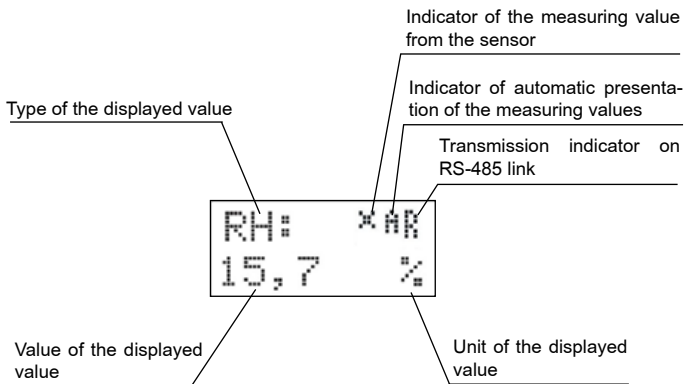 Indicator of the measuring value
from the sensor
Indicator of automatic presenta-
tion of the measuring values
Type of the displayed value
Transmission indicator on
RS-485 link
RH: ×AR
15,7 %
Value of the displayed
value
Unit of the displayed
value